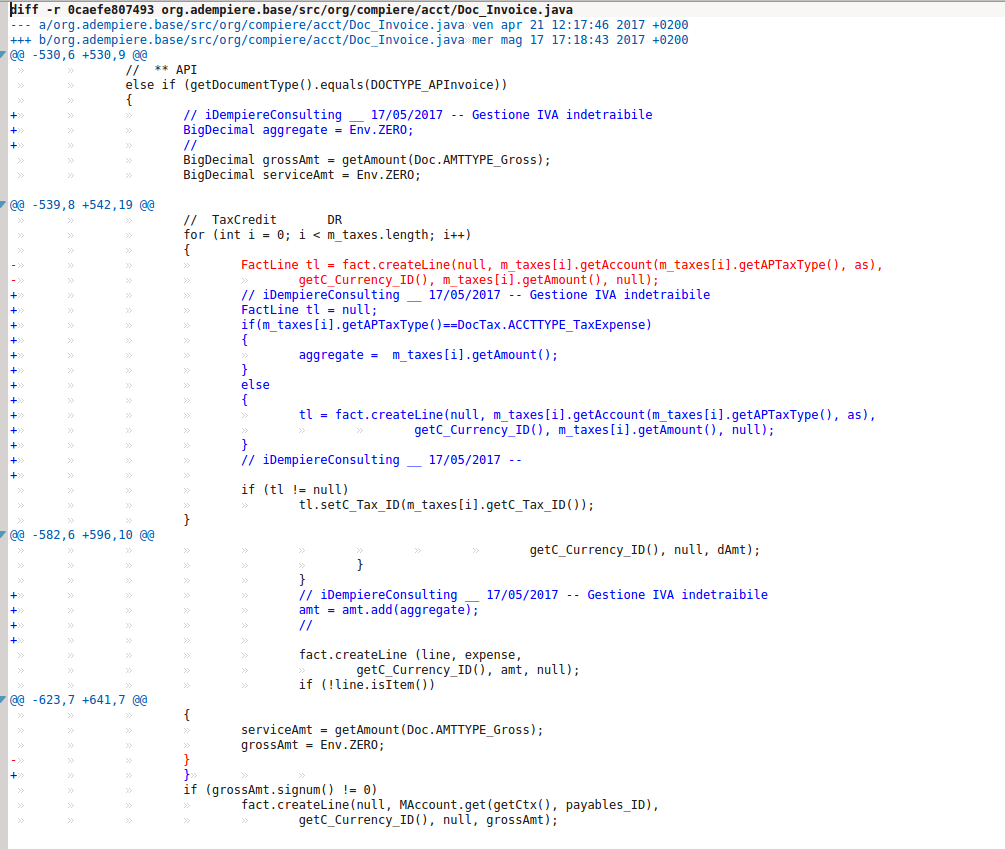 diff -r 0caefe807493 org.adempiere.base/src/org/compiere/acct/Doc_Invoice.java
--- a/org.adempiere.base/src/org/compiere/acct/Doc_Invoice.java»ven apr 21 12:17:46 2017 +0200
+++ b/org.adempiere.base/src/org/compiere/acct/Doc_Invoice.java»mer mag 17 17:18:43 2017 +0200
@@ -530,6 +530,9 @@
 »	»	// ** API
 »	»	else if (getDocumentType().equals(DOCTYPE_APInvoice))
 »	»	{
+»	»	»	// iDempiereConsulting __ 17/05/2017 -- Gestione IVA indetraibile
+»	»	»	BigDecimal aggregate = Env.ZERO;
+»	»	»	//
 »	»	»	BigDecimal grossAmt = getAmount(Doc.AMTTYPE_Gross);
 »	»	»	BigDecimal serviceAmt = Env.ZERO;
@@ -539,8 +542,19 @@
 »	»	»	// TaxCredit DR
 »	»	»	for (int i = 0; i < m_taxes.length; i++)
 »	»	»	{
-»	»	»	»	FactLine tl = fact.createLine(null, m_taxes[i].getAccount(m_taxes[i].getAPTaxType(), as),
-»	»	»	»	»	getC_Currency_ID(), m_taxes[i].getAmount(), null);
+»	»	»	»	// iDempiereConsulting __ 17/05/2017 -- Gestione IVA indetraibile
+»	»	»	»	FactLine tl = null;
+»	»	»	»	if(m_taxes[i].getAPTaxType()==DocTax.ACCTTYPE_TaxExpense)
+»	»	»	»	{
+»	»	»	»	»	aggregate = m_taxes[i].getAmount();
+»	»	»	»	}
+»	»	»	»	else
+»	»	»	»	{
+»	»	»	»	»	tl = fact.createLine(null, m_taxes[i].getAccount(m_taxes[i].getAPTaxType(), as),
+»	»	»	»	»	»	»	getC_Currency_ID(), m_taxes[i].getAmount(), null);
+»	»	»	»	}
+»	»	»	»	// iDempiereConsulting __ 17/05/2017 --
+»	»	»	»
 »	»	»	»	if (tl != null)
 »	»	»	»	»	tl.setC_Tax_ID(m_taxes[i].getC_Tax_ID());
 »	»	»	}
@@ -582,6 +596,10 @@
 »	»	»	»	»	»	»	»	»	getC_Currency_ID(), null, dAmt);
 »	»	»	»	»	»	}
 »	»	»	»	»	}
+»	»	»	»	»	// iDempiereConsulting __ 17/05/2017 -- Gestione IVA indetraibile
+»	»	»	»	»	amt = amt.add(aggregate);
+»	»	»	»	»	//
+»	»	»	»	»
 »	»	»	»	»	fact.createLine (line, expense,
 »	»	»	»	»	»	getC_Currency_ID(), amt, null);
 »	»	»	»	»	if (!line.isItem())
@@ -623,7 +641,7 @@
 »	»	»	{
 »	»	»	»	serviceAmt = getAmount(Doc.AMTTYPE_Gross);
 »	»	»	»	grossAmt = Env.ZERO;
-»	»	»	}
+»	»	»	}»	»	»
 »	»	»	if (grossAmt.signum() != 0)
 »	»	»	»	fact.createLine(null, MAccount.get(getCtx(), payables_ID),
 »	»	»	»	»	getC_Currency_ID(), null, grossAmt);